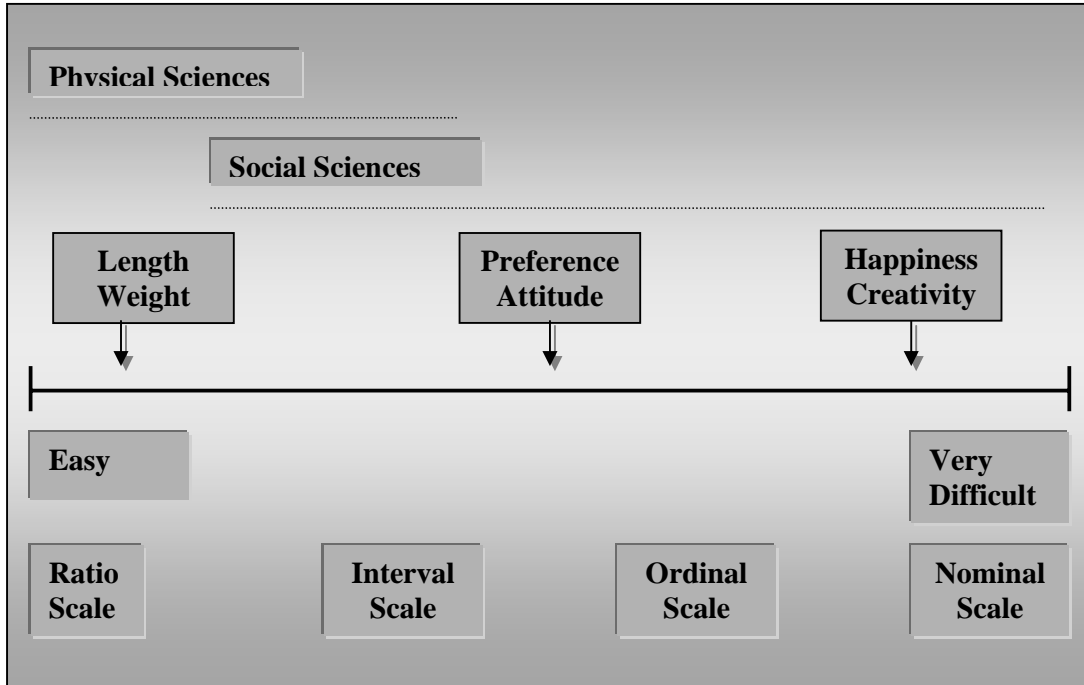 Physical Sciences
Social Sciences
Length
Weight
Preference
Attitude
Happiness
Creativity
Easy
Very
Difficult
Ratio
Scale
Interval
Scale
Ordinal
Scale
Nominal
Scale